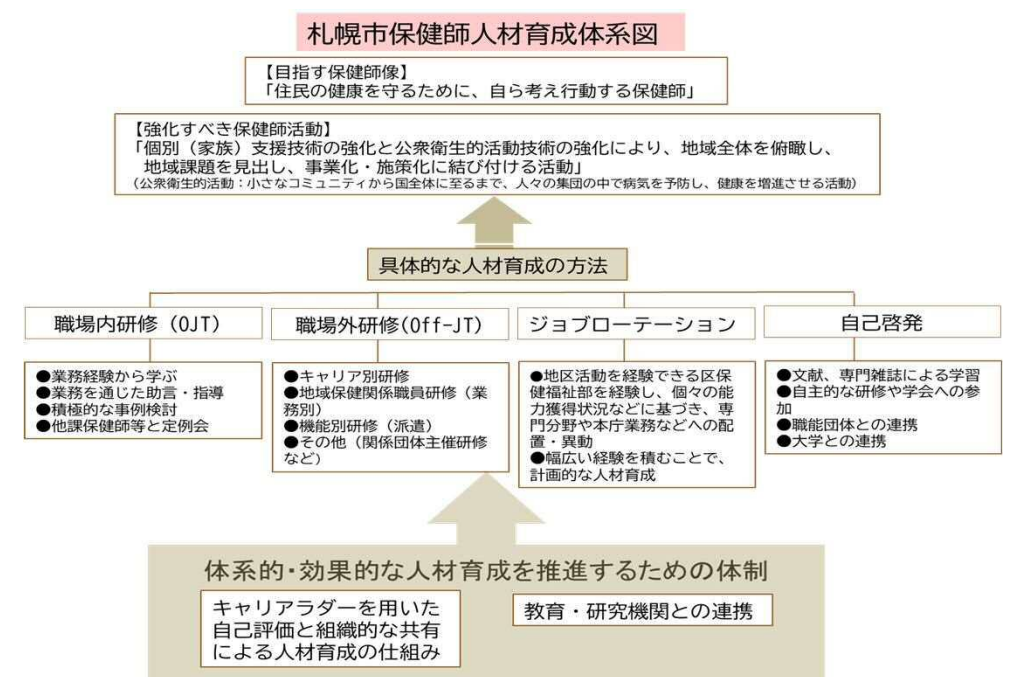 札幌市保健師人材育成体系図
【目指す保健師像】
「住民の健康を守るために、自ら考え行動する保健師」
【強化すべき保健師活動】
「個別（家族）支援技術の強化と公衆衛生的活動技術の強化により、地域全体を俯瞰し、
地域課題を見出し、事業化・施策化に結び付ける活動」
（公衆衛生的活動：小さなコミュニティから国全体に至るまで、人々の集団の中で病気を予防し、健康を増進させる活動）
具体的な人材育成の方法
職場内研修（OJT）
●業務経験から学ぶ
●業務を通じた助言・指導
●積極的な事例検討
●他課保健師等と定例会
職場外研修(Off-JT)
●キャリア別研修
●地域保健関係職員研修（業
務別）
●機能別研修（派遣）
●その他（関係団体主催研修
など）
ジョブローテーション
●地区活動を経験できる区保
健福祉部を経験し、個々の能
力獲得状況などに基づき、専
門分野や本庁業務などへの配
置・異動
●幅広い経験を積むことで、
計画的な人材育成
自己啓発
●文献、専門雑誌による学習
●自主的な研修や学会への参
加
●職能団体との連携
●大学との連携
体系的・効果的な人材育成を推進するための体制
キャリアラダーを用いた
自己評価と組織的な共有
による人材育成の仕組み
教育・研究機関との連携